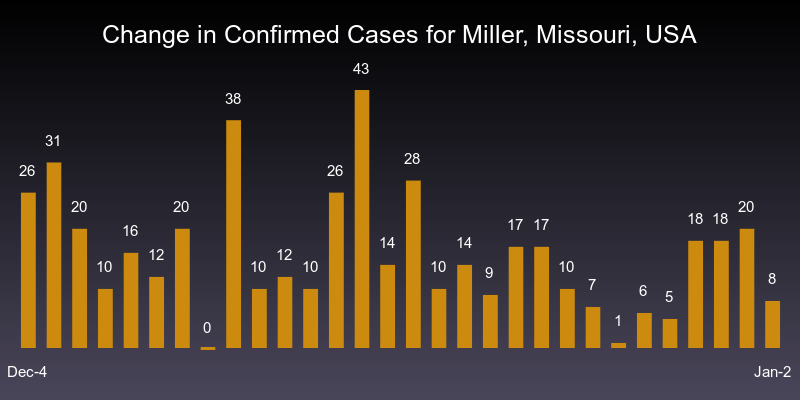 Change in Confirmed Cases for Miller, Missouri, USA
26 31 20 10 16 12 20 0 38 10 12 10 26 43 14 28 10 14 9 17 17 10 7 1 6 5 18 18 20 8
Dec-4 Jan-2